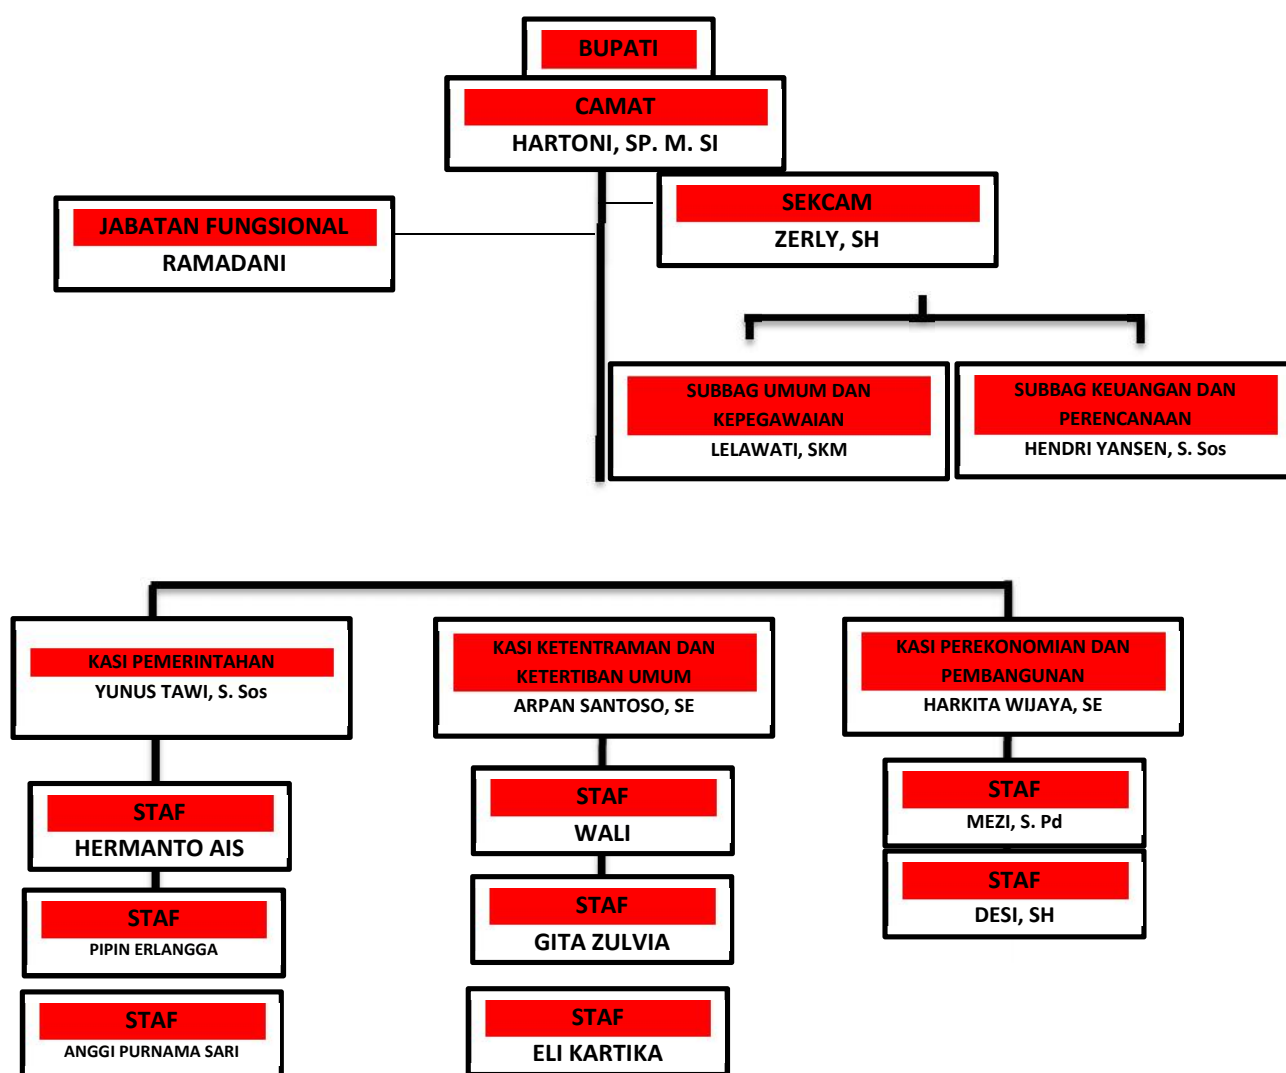 BUPATI
CAMAT
HARTONI, SP. M. SI
JABATAN FUNGSIONAL
RAMADANI
SEKCAM
ZERLY, SH
SUBBAG UMUM DAN
KEPEGAWAIAN
LELAWATI, SKM
SUBBAG KEUANGAN DAN
PERENCANAAN
HENDRI YANSEN, S. Sos
KASI PEMERINTAHAN
YUNUS TAWI, S. Sos
KASI KETENTRAMAN DAN
KETERTIBAN UMUM
ARPAN SANTOSO, SE
KASI PEREKONOMIAN DAN
PEMBANGUNAN
HARKITA WIJAYA, SE
STAF
HERMANTO AIS
STAF
WALI
STAF
MEZI, S. Pd
STAF
PIPIN ERLANGGA
STAF
GITA ZULVIA
STAF
DESI, SH
STAF
ANGGI PURNAMA SARI
STAF
ELI KARTIKA